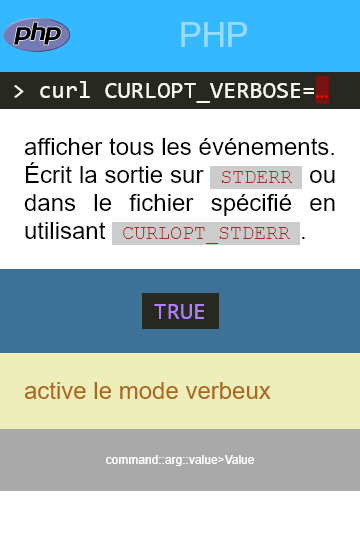 php
PHP
> curl CURLOPT_VERBOSE=…
afficher tous les événements.
Écrit la sortie sur STDERR ou
dans le fichier spécifié en
utilisant CURLOPT_STDERR.
TRUE
active le mode verbeux
command::arg::value>Value